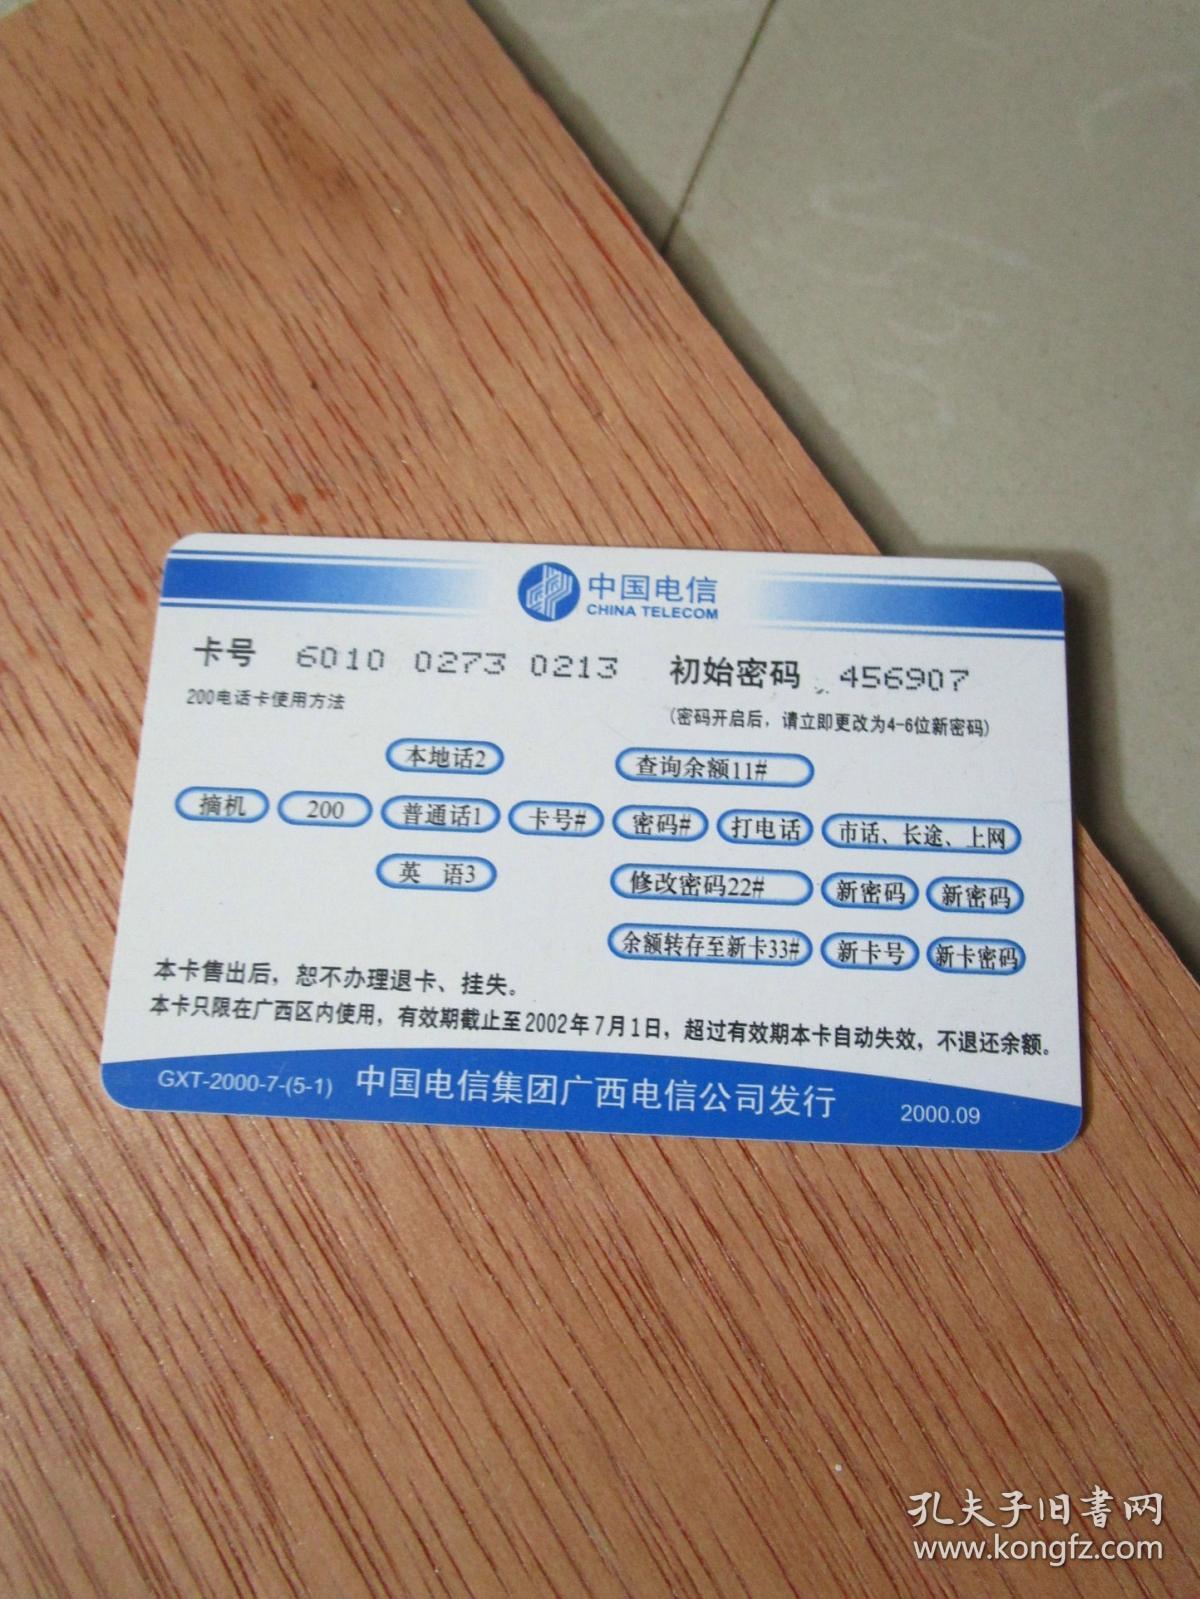 中国电信
CHINA TELECOM
卡号 6010 0273 0213 初始密码 456907
200电话卡使用方法 (密码开启后，请立即更改为4-6位新密码)
本地话2 查询余额11#
摘机 200 普通话1 卡号# 密码# 打电话 市话、长途、上网
英 语3 修改密码22# 新密码 新密码
余额转存至新卡33# 新卡号 新卡密码
本卡售出后，恕不办理退卡、挂失。
本卡只限在广西区内使用，有效期截止至2002年7月1日，超过有效期本卡自动失效，不退还余额。
GXT-2000-7-(5-1) 中国电信集团广西电信公司发行 2000.09
孔夫子旧书网
www.kongfz.com